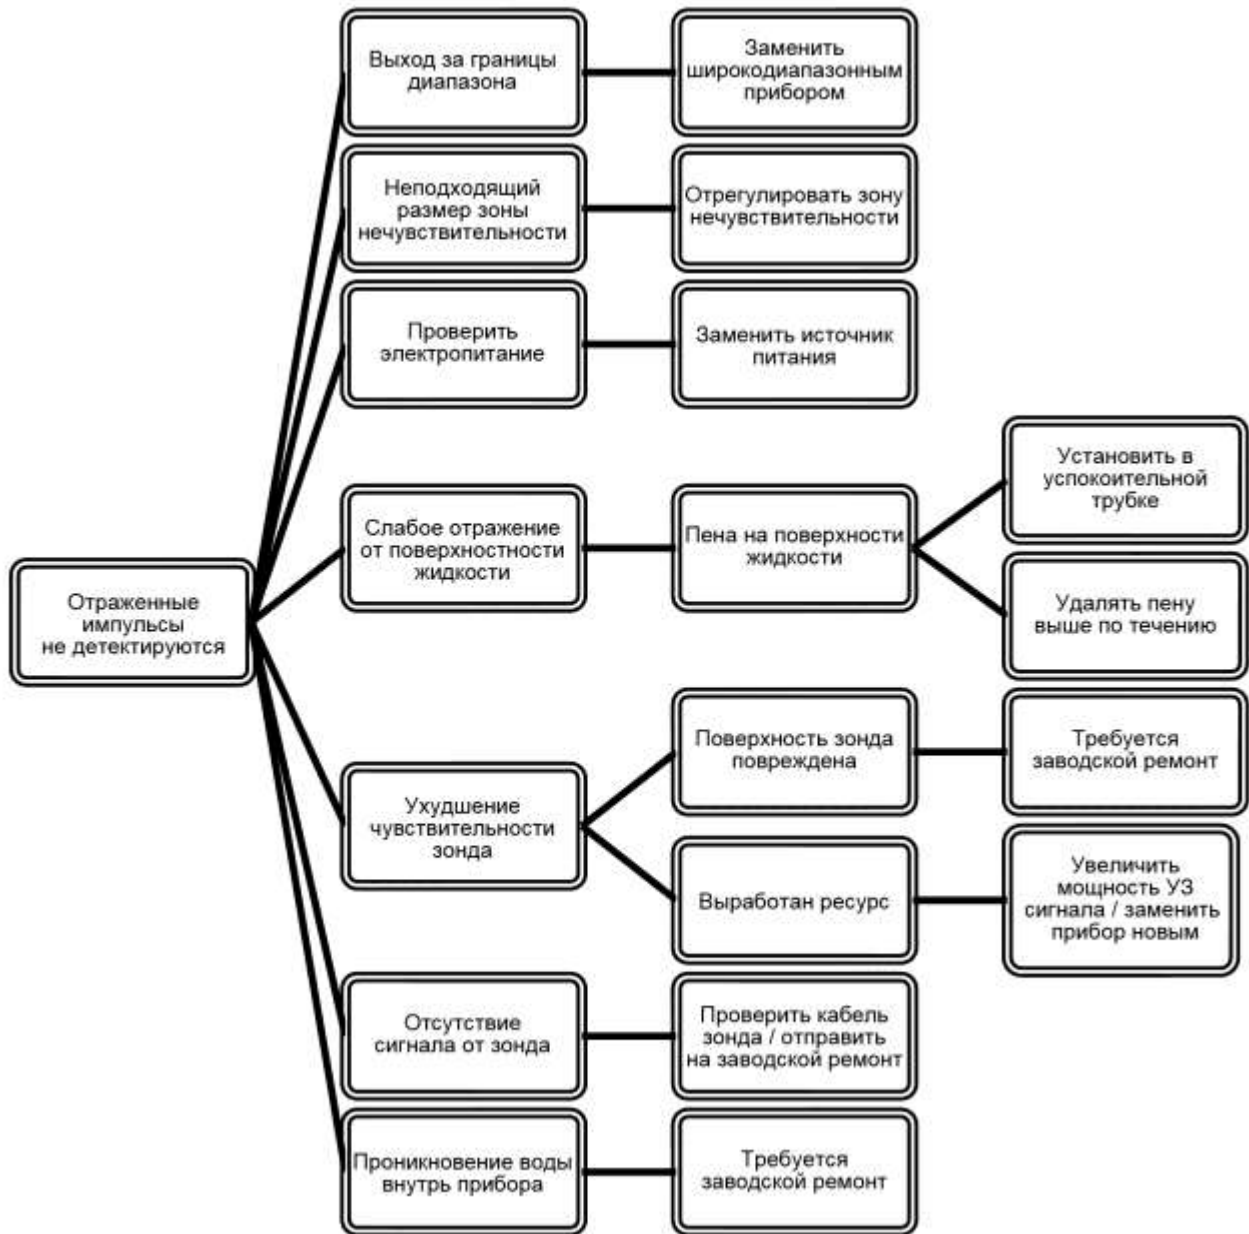 Отраженные
импульсы
не детектируются
Выход за границы
диапазона
Заменить
широкодиапазонным
прибором
Неподходящий
размер зоны
нечувствительности
Отрегулировать зону
нечувствительности
Проверить
электропитание
Заменить источник
питания
Слабое отражение
от поверхностности
жидкости
Пена на поверхности
жидкости
Установить в
успокоительной
трубке
Удалять пену
выше по течению
Ухудшение
чувствительности
зонда
Поверхность зонда
повреждена
Требуется
заводской ремонт
Выработан ресурс
Увеличить
мощность УЗ
сигнала / заменить
прибор новым
Отсутствие
сигнала от зонда
Проверить кабель
зонда / отправить
на заводской ремонт
Проникновение воды
внутрь прибора
Требуется
заводской ремонт